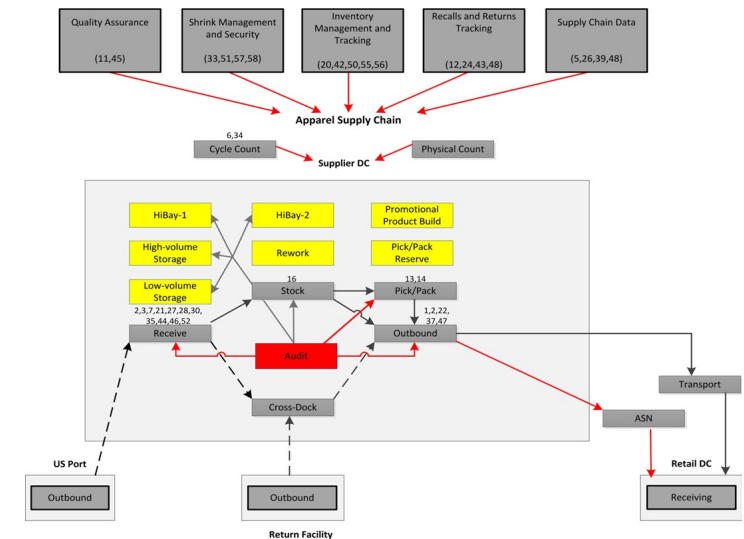 Quality Assurance
(11,45)
Shrink Management
and Security
(33,51,57,58)
Inventory
Management and
Tracking
(20,42,50,55,56)
Recalls and Returns
Tracking
(12,24,43,48)
Supply Chain Data
(5,26,39,48)
Apparel Supply Chain
6,34
Cycle Count
Physical Count
Supplier DC
HiBay-1
HiBay-2
Promotional
Product Build
High-volume
Storage
Rework
Pick/Pack
Reserve
Low-volume
Storage
16
Stock
13,14
Pick/Pack
2,3,7,21,27,28,30,
35,44,46,52
Receive
1,2,22,
37,47
Outbound
Audit
Cross-Dock
Transport
ASN
US Port
Outbound
Outbound
Return Facility
Retail DC
Receiving